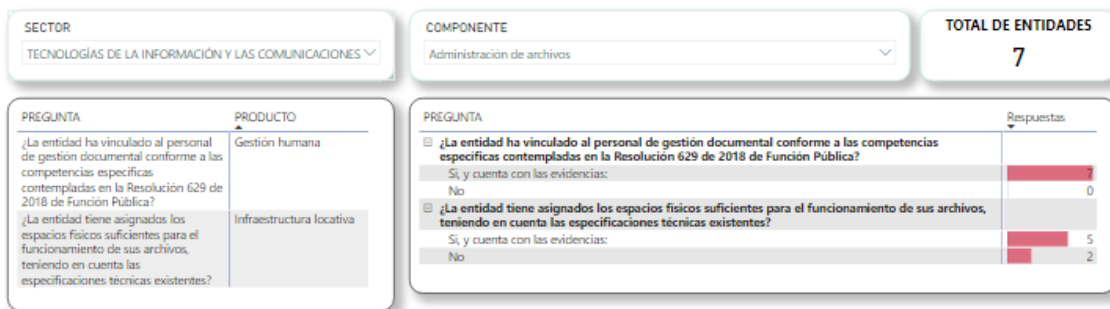 SECTOR
TECNOLOGÍAS DE LA INFORMACIÓN Y LAS COMUNICACIONES
COMPONENTE
Administración de archivos
TOTAL DE ENTIDADES
7
PREGUNTA PRODUCTO
¿La entidad ha vinculado al personal Gestión humana
de gestión documental conforme a las
competencias específicas
contempladas en la Resolución 629 de
2018 de Función Pública?
¿La entidad tiene asignados los Infraestructura locativa
espacios físicos suficientes para el
funcionamiento de sus archivos,
teniendo en cuenta las
especificaciones técnicas existentes?
PREGUNTA Respuestas
¿La entidad ha vinculado al personal de gestión documental conforme a las competencias
específicas contempladas en la Resolución 629 de 2018 de Función Pública?
Si, y cuenta con las evidencias: 7
No 0
¿La entidad tiene asignados los espacios físicos suficientes para el funcionamiento de sus archivos,
teniendo en cuenta las especificaciones técnicas existentes?
Si, y cuenta con las evidencias: 5
No 2